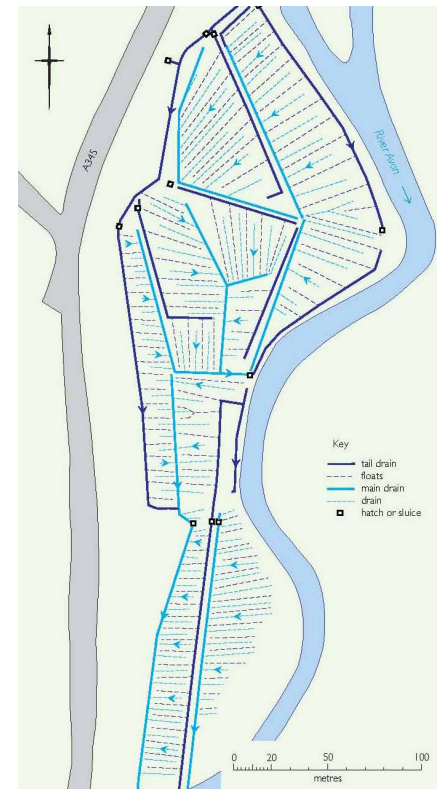 A345
River Avon
Key
tail drain
floats
main drain
drain
hatch or sluice
0 20 50 100
metres